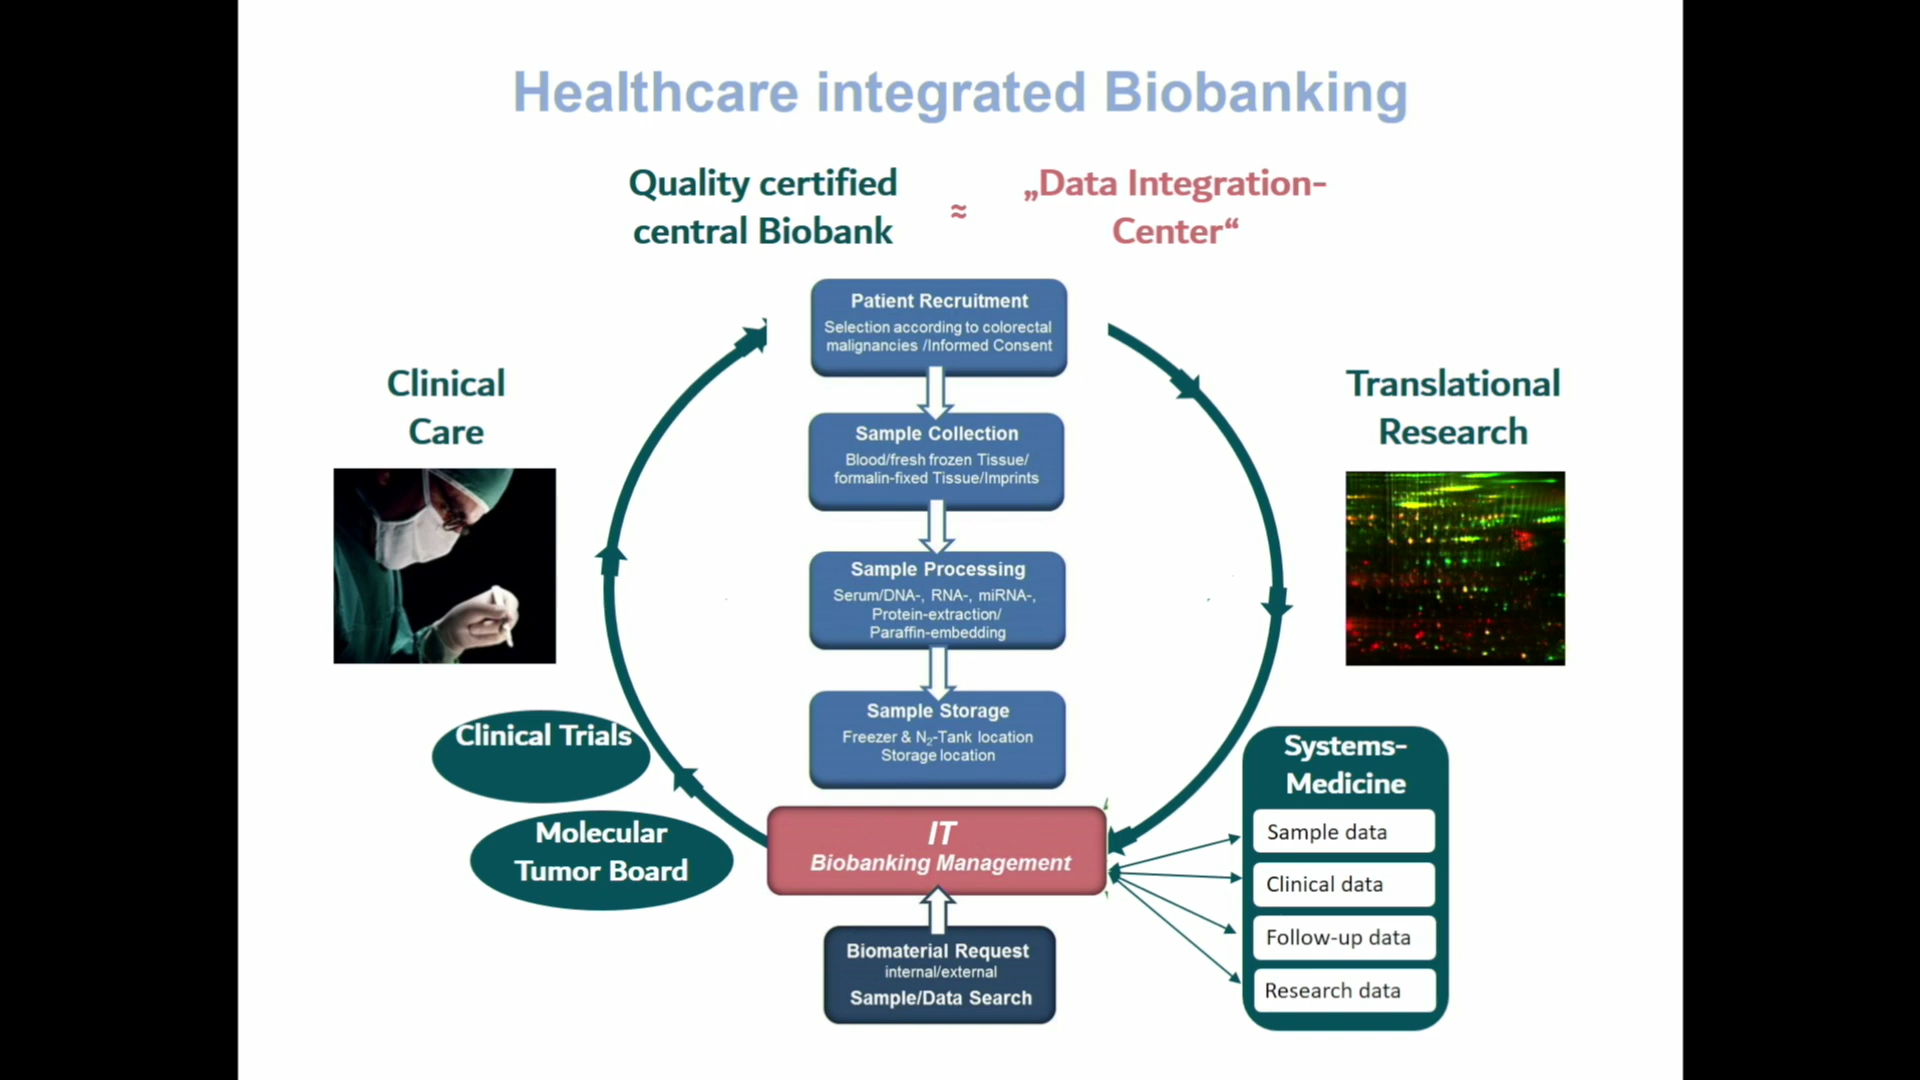 Healthcare integrated Biobanking
Quality certified
central Biobank
≈
„Data Integration-
Center“
Patient Recruitment
Selection according to colorectal
malignancies /Informed Consent
Clinical
Care
Translational
Research
Sample Collection
Blood/fresh frozen Tissue/
formalin-fixed Tissue/Imprints
Sample Processing
Serum/DNA-, RNA-, miRNA-,
Protein-extraction/
Paraffin-embedding
Sample Storage
Freezer & N₂-Tank location
Storage location
Clinical Trials
Molecular
Tumor Board
IT
Biobanking Management
Biomaterial Request
internal/external
Sample/Data Search
Systems-
Medicine
Sample data
Clinical data
Follow-up data
Research data